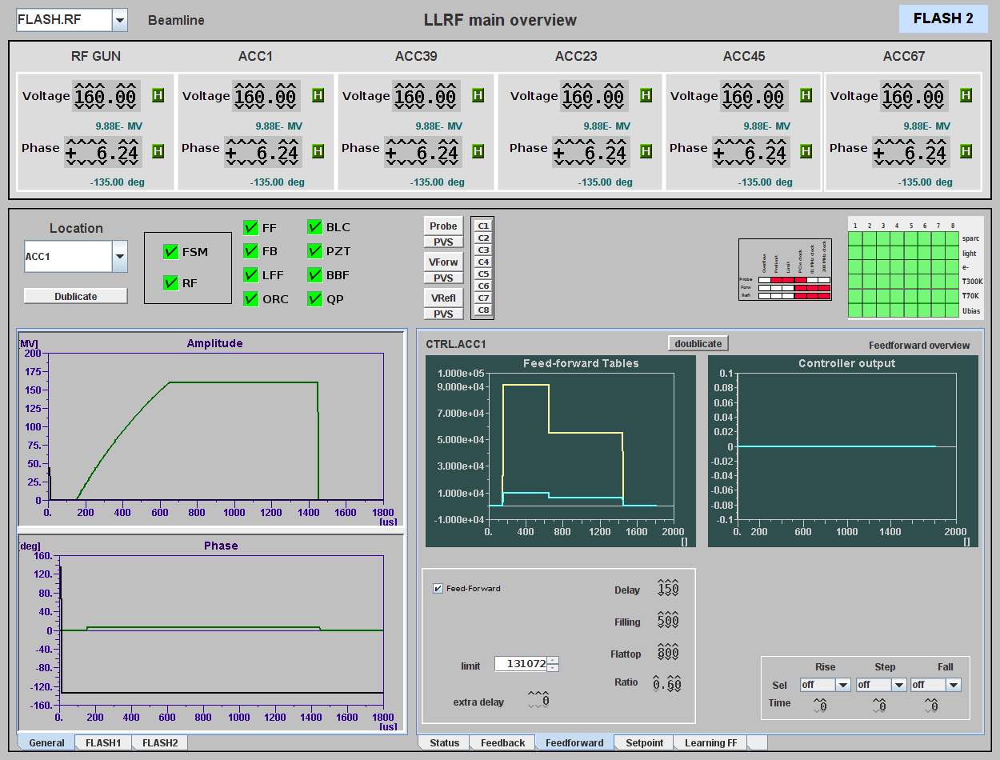 FLASH.RF Beamline LLRF main overview FLASH 2
RF GUN ACC1 ACC39 ACC23 ACC45 ACC67
Voltage 160.00 H Voltage 160.00 H Voltage 160.00 H Voltage 160.00 H Voltage 160.00 H Voltage 160.00 H
9.88E- MV 9.88E- MV 9.88E- MV 9.88E- MV 9.88E- MV 9.88E- MV
Phase + 6.24 H Phase + 6.24 H Phase + 6.24 H Phase + 6.24 H Phase + 6.24 H Phase + 6.24 H
-135.00 deg -135.00 deg -135.00 deg -135.00 deg -135.00 deg -135.00 deg
Location
ACC1
Dublicate
FSM
RF
FF BLC
FB PZT
LFF BBF
ORC QP
Probe
PVS
VForw
PVS
VRefl
PVS
C1
C2
C3
C4
C5
C6
C7
C8
Overflow
Prelimit
Limit
PCIe clock
81 MHz clock
200 MHz clock
Probe
Forw
Refl
1 2 3 4 5 6 7 8
sparc
light
e-
T300K
T70K
Ubias
[MV] Amplitude
200
175
150
125
100
75.
50.
25.
0.
0. 200 400 600 800 1000 1200 1400 1600 1800
[us]
[deg] Phase
160.
120.
80.
40.
0.
-40.
-80.
-120.
-160.
0. 200 400 600 800 1000 1200 1400 1600 1800
[us]
General FLASH1 FLASH2
CTRL.ACC1 doublicate Feedforward overview
Feed-forward Tables
1.000e+05
9.000e+04
7.000e+04
5.000e+04
3.000e+04
1.000e+04
-1.000e+04
0. 400 800 1200 1600 2000
[]
Controller output
0.1
0.08
0.06
0.04
0.02
0
-0.02
-0.04
-0.06
-0.08
-0.1
0. 200 600 1000 1400 2000
[]
Feed-Forward Delay 150
Filling 500
Flattop 800
limit 131072
Ratio 0.60
extra delay 0
Rise Step Fall
Sel off off off
Time 0 0 0
Status Feedback Feedforward Setpoint Learning FF